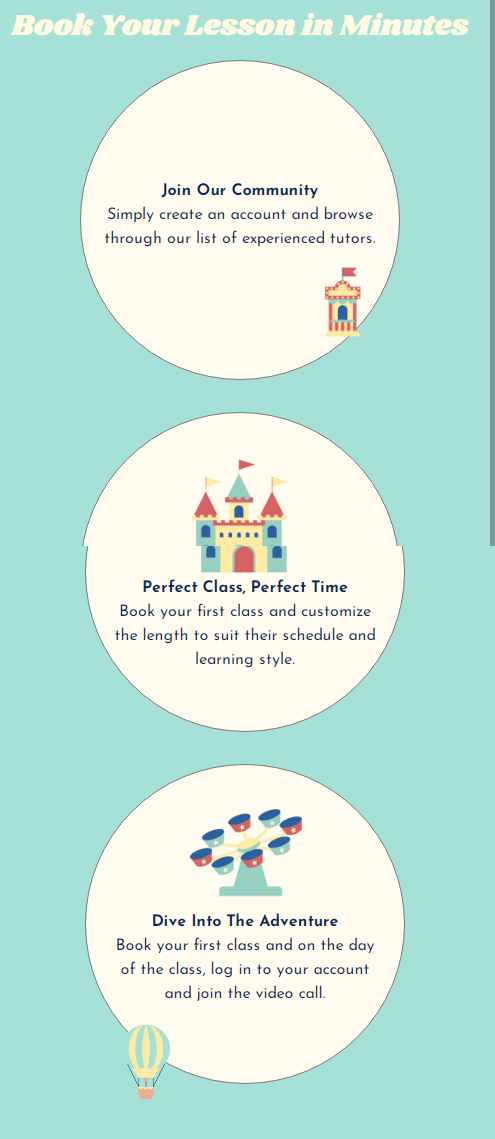 Book Your Lesson in Minutes
Join Our Community
Simply create an account and browse
through our list of experienced tutors.
Perfect Class, Perfect Time
Book your first class and customize
the length to suit their schedule and
learning style.
Dive Into The Adventure
Book your first class and on the day
of the class, log in to your account
and join the video call.